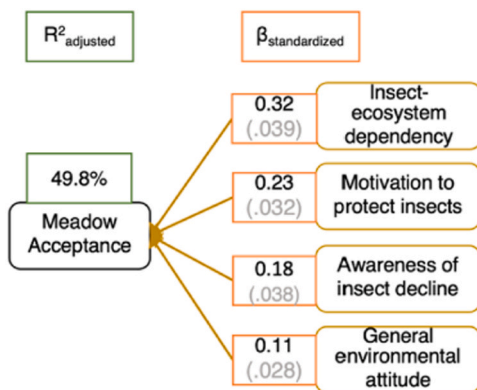 R²adjusted
βstandardized
0.32
(.039)
Insect-
ecosystem
dependency
49.8%
Meadow
Acceptance
0.23
(.032)
Motivation to
protect insects
0.18
(.038)
Awareness of
insect decline
0.11
(.028)
General
environmental
attitude